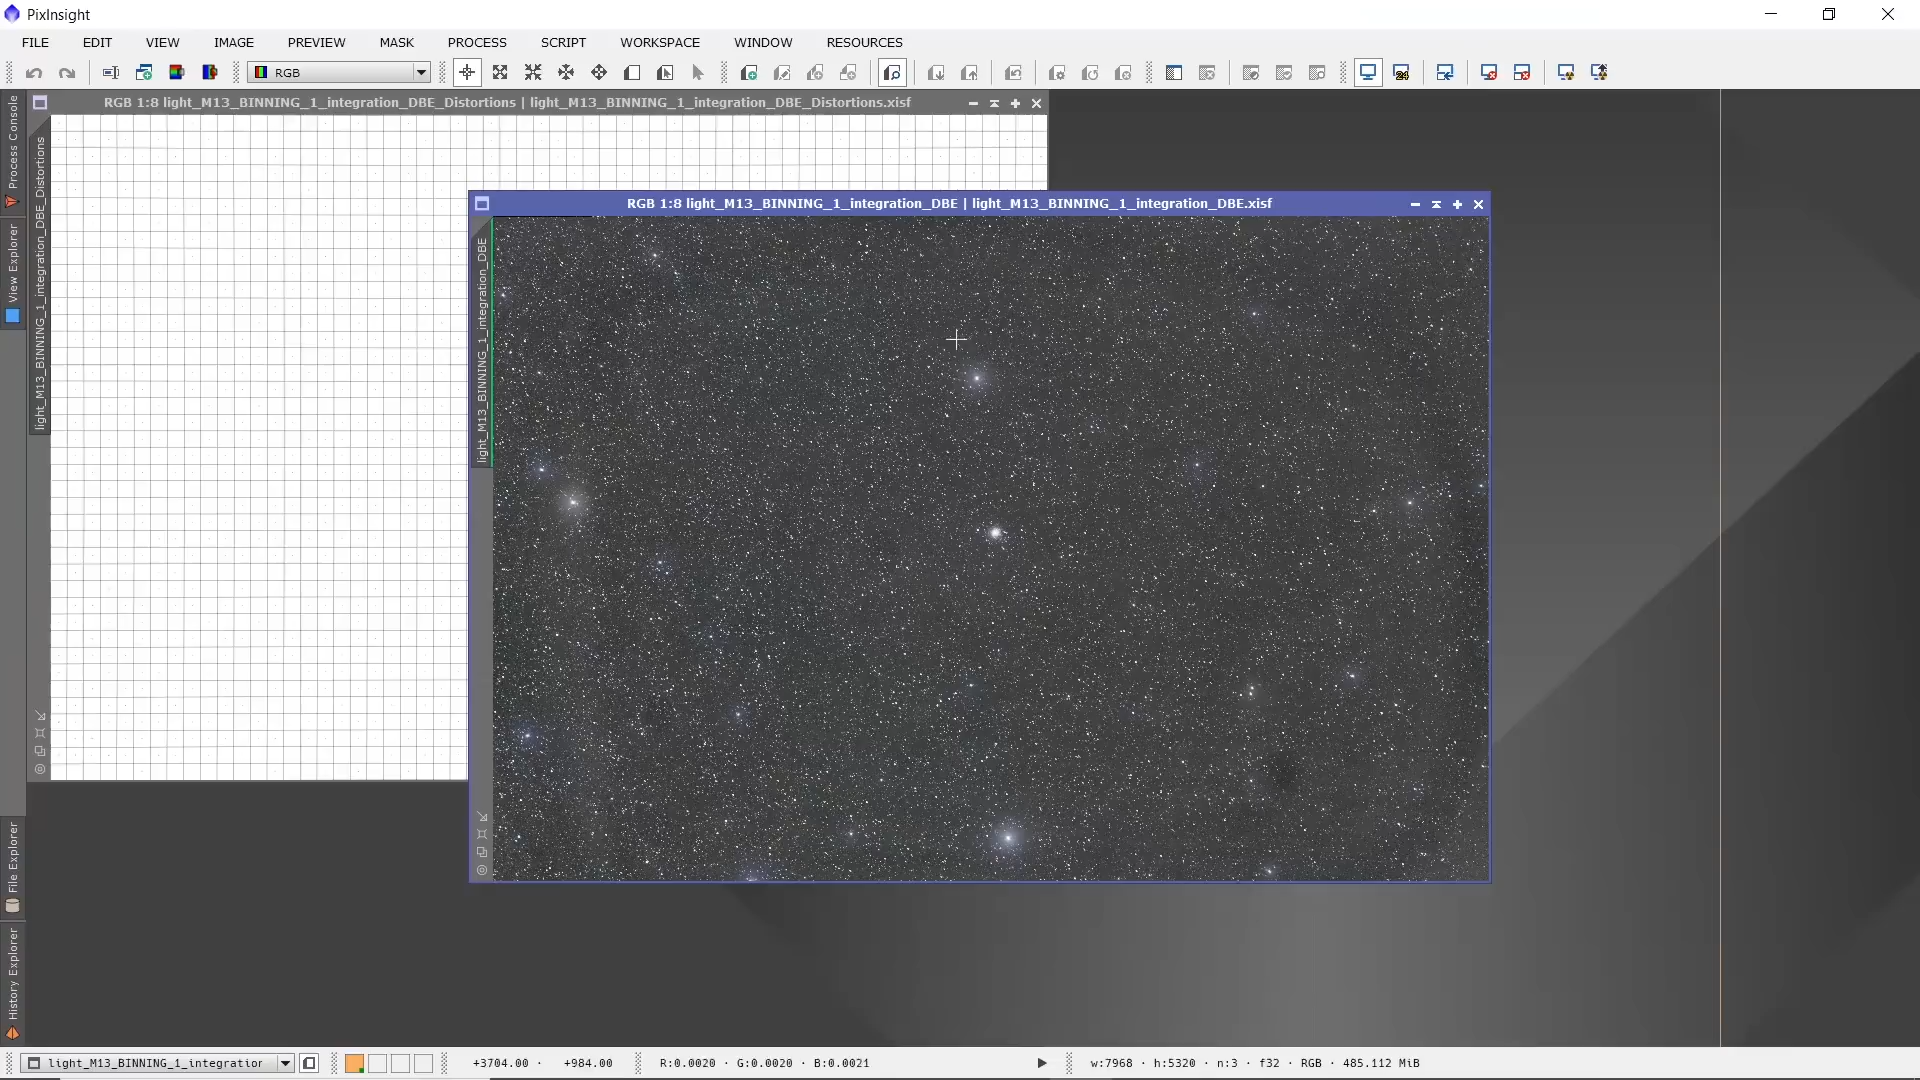 PixInsight
FILE EDIT VIEW IMAGE PREVIEW MASK PROCESS SCRIPT WORKSPACE WINDOW RESOURCES
RGB
24
Process Console
View Explorer
File Explorer
History Explorer
RGB 1:8 light_M13_BINNING_1_integration_DBE_Distortions | light_M13_BINNING_1_integration_DBE_Distortions.xisf
light_M13_BINNING_1_integration_DBE_Distortions
RGB 1:8 light_M13_BINNING_1_integration_DBE | light_M13_BINNING_1_integration_DBE.xisf
light_M13_BINNING_1_integration_DBE
light_M13_BINNING_1_integration
+3704.00 · +984.00
R:0.0020 · G:0.0020 · B:0.0021
w:7968 · h:5320 · n:3 · f32 · RGB · 485.112 MiB